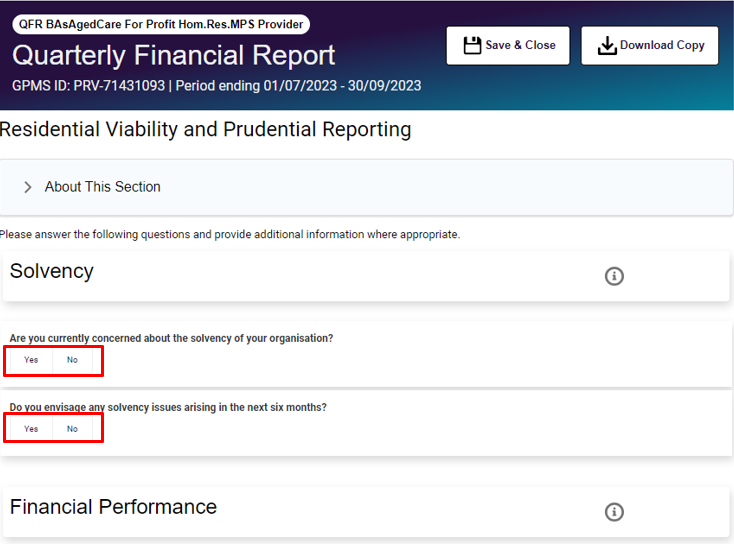 QFR BAsAgedCare For Profit Hom.Res.MPS Provider
Quarterly Financial Report
Save & Close
Download Copy
GPMS ID: PRV-71431093 | Period ending 01/07/2023 - 30/09/2023
Residential Viability and Prudential Reporting
About This Section
Please answer the following questions and provide additional information where appropriate.
Solvency
Are you currently concerned about the solvency of your organisation?
Yes No
Do you envisage any solvency issues arising in the next six months?
Yes No
Financial Performance